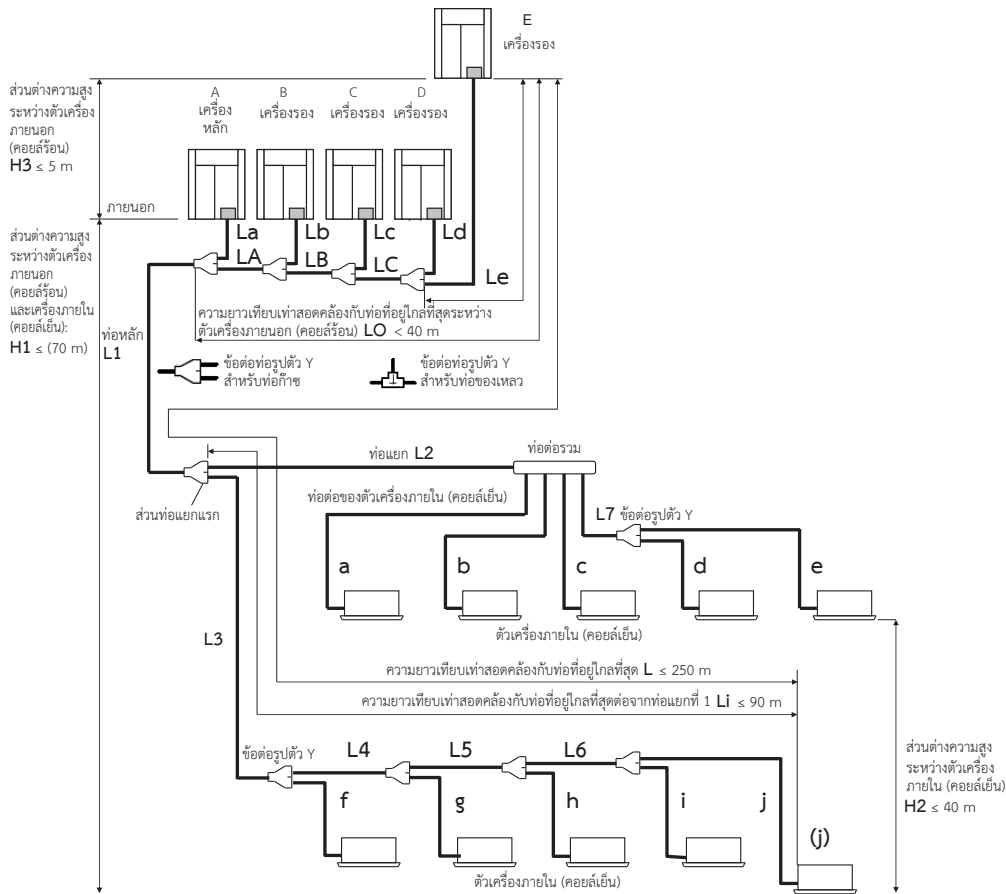 E
เครื่องรอง
ส่วนต่างความสูง
ระหว่างตัวเครื่อง
ภายนอก
(คอยล์ร้อน)
H3 ≤ 5 m
A
เครื่อง
หลัก
B
เครื่องรอง
C
เครื่องรอง
D
เครื่องรอง
ภายนอก
La
Lb
Lc
Ld
LA
LB
LC
Le
ส่วนต่างความสูง
ระหว่างตัวเครื่อง
ภายนอก
(คอยล์ร้อน)
และเครื่องภายใน
(คอยล์เย็น):
H1 ≤ (70 m)
ท่อหลัก
L1
ความยาวเทียบเท่าสอดคล้องกับท่อที่อยู่ไกลที่สุดระหว่าง
ตัวเครื่องภายนอก (คอยล์ร้อน) LO < 40 m
ข้อต่อท่อรูปตัว Y
สำหรับท่อก๊าซ
ข้อต่อท่อรูปตัว Y
สำหรับท่อของเหลว
ท่อแยก L2
ท่อต่อรวม
ส่วนท่อแยกแรก
ท่อต่อของตัวเครื่องภายใน (คอยล์เย็น)
L7 ข้อต่อรูปตัว Y
a
b
c
d
e
ตัวเครื่องภายใน (คอยล์เย็น)
L3
ความยาวเทียบเท่าสอดคล้องกับท่อที่อยู่ไกลที่สุด L ≤ 250 m
ความยาวเทียบเท่าสอดคล้องกับท่อที่อยู่ไกลที่สุดต่อจากท่อแยกที่ 1 Li ≤ 90 m
ข้อต่อรูปตัว Y
L4
L5
L6
f
g
h
i
j
(j)
ตัวเครื่องภายใน (คอยล์เย็น)
ส่วนต่างความสูง
ระหว่างตัวเครื่อง
ภายใน (คอยล์เย็น)
H2 ≤ 40 m